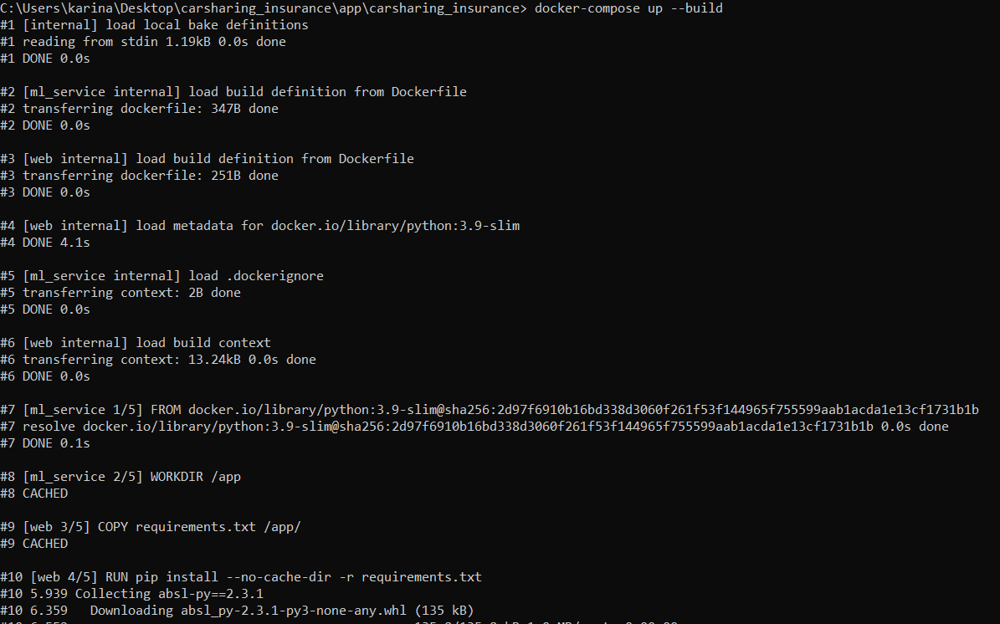 C:\Users\karina\Desktop\carsharing_insurance\app\carsharing_insurance> docker-compose up --build
#1 [internal] load local bake definitions
#1 reading from stdin 1.19kB 0.0s done
#1 DONE 0.0s
#2 [ml_service internal] load build definition from Dockerfile
#2 transferring dockerfile: 347B done
#2 DONE 0.0s
#3 [web internal] load build definition from Dockerfile
#3 transferring dockerfile: 251B done
#3 DONE 0.0s
#4 [web internal] load metadata for docker.io/library/python:3.9-slim
#4 DONE 4.1s
#5 [ml_service internal] load .dockerignore
#5 transferring context: 2B done
#5 DONE 0.0s
#6 [web internal] load build context
#6 transferring context: 13.24kB 0.0s done
#6 DONE 0.0s
#7 [ml_service 1/5] FROM docker.io/library/python:3.9-slim@sha256:2d97f6910b16bd338d3060f261f53f144965f755599aab1acda1e13cf1731b1b
#7 resolve docker.io/library/python:3.9-slim@sha256:2d97f6910b16bd338d3060f261f53f144965f755599aab1acda1e13cf1731b1b 0.0s done
#7 DONE 0.1s
#8 [ml_service 2/5] WORKDIR /app
#8 CACHED
#9 [web 3/5] COPY requirements.txt /app/
#9 CACHED
#10 [web 4/5] RUN pip install --no-cache-dir -r requirements.txt
#10 5.939 Collecting absl-py==2.3.1
#10 6.359   Downloading absl_py-2.3.1-py3-none-any.whl (135 kB)